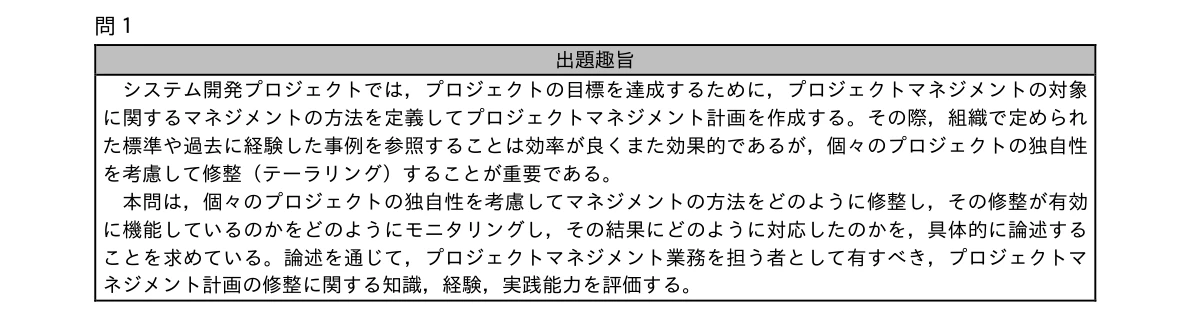 問1
出題趣旨
システム開発プロジェクトでは，プロジェクトの目標を達成するために，プロジェクトマネジメントの対象
に関するマネジメントの方法を定義してプロジェクトマネジメント計画を作成する。その際，組織で定められ
た標準や過去に経験した事例を参照することは効率が良くまた効果的であるが，個々のプロジェクトの独自性
を考慮して修整（テーラリング）することが重要である。
本問は，個々のプロジェクトの独自性を考慮してマネジメントの方法をどのように修整し，その修整が有効
に機能しているのかをどのようにモニタリングし，その結果にどのように対応したのかを，具体的に論述する
ことを求めている。論述を通じて，プロジェクトマネジメント業務を担う者として有すべき，プロジェクトマ
ネジメント計画の修整に関する知識，経験，実践能力を評価する。